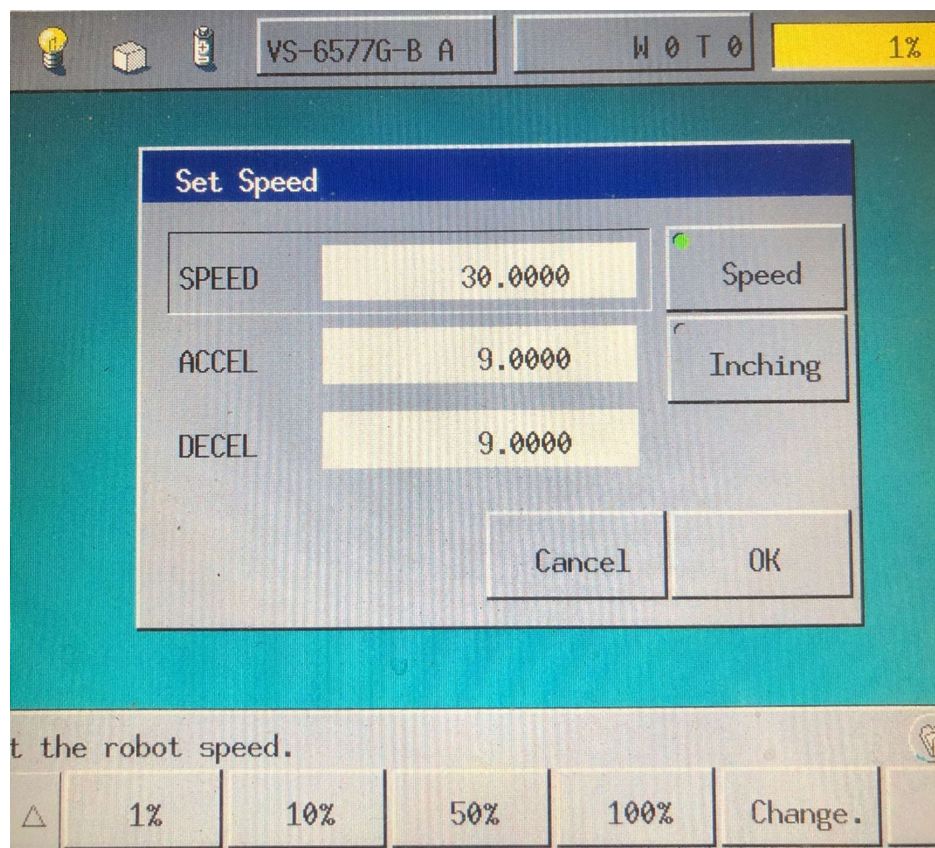 VS-6577G-B A W 0 T 0 1%
Set Speed
SPEED 30.0000 Speed
ACCEL 9.0000 Inching
DECEL 9.0000
Cancel OK
t the robot speed.
1% 10% 50% 100% Change.